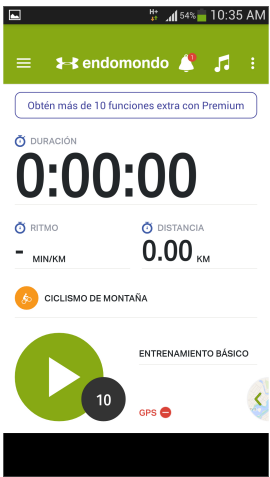 H+ 54% 10:35 AM
endomondo 1
Obtén más de 10 funciones extra con Premium
DURACIÓN
0:00:00
RITMO DISTANCIA
- MIN/KM 0.00 KM
CICLISMO DE MONTAÑA
ENTRENAMIENTO BÁSICO
10
GPS